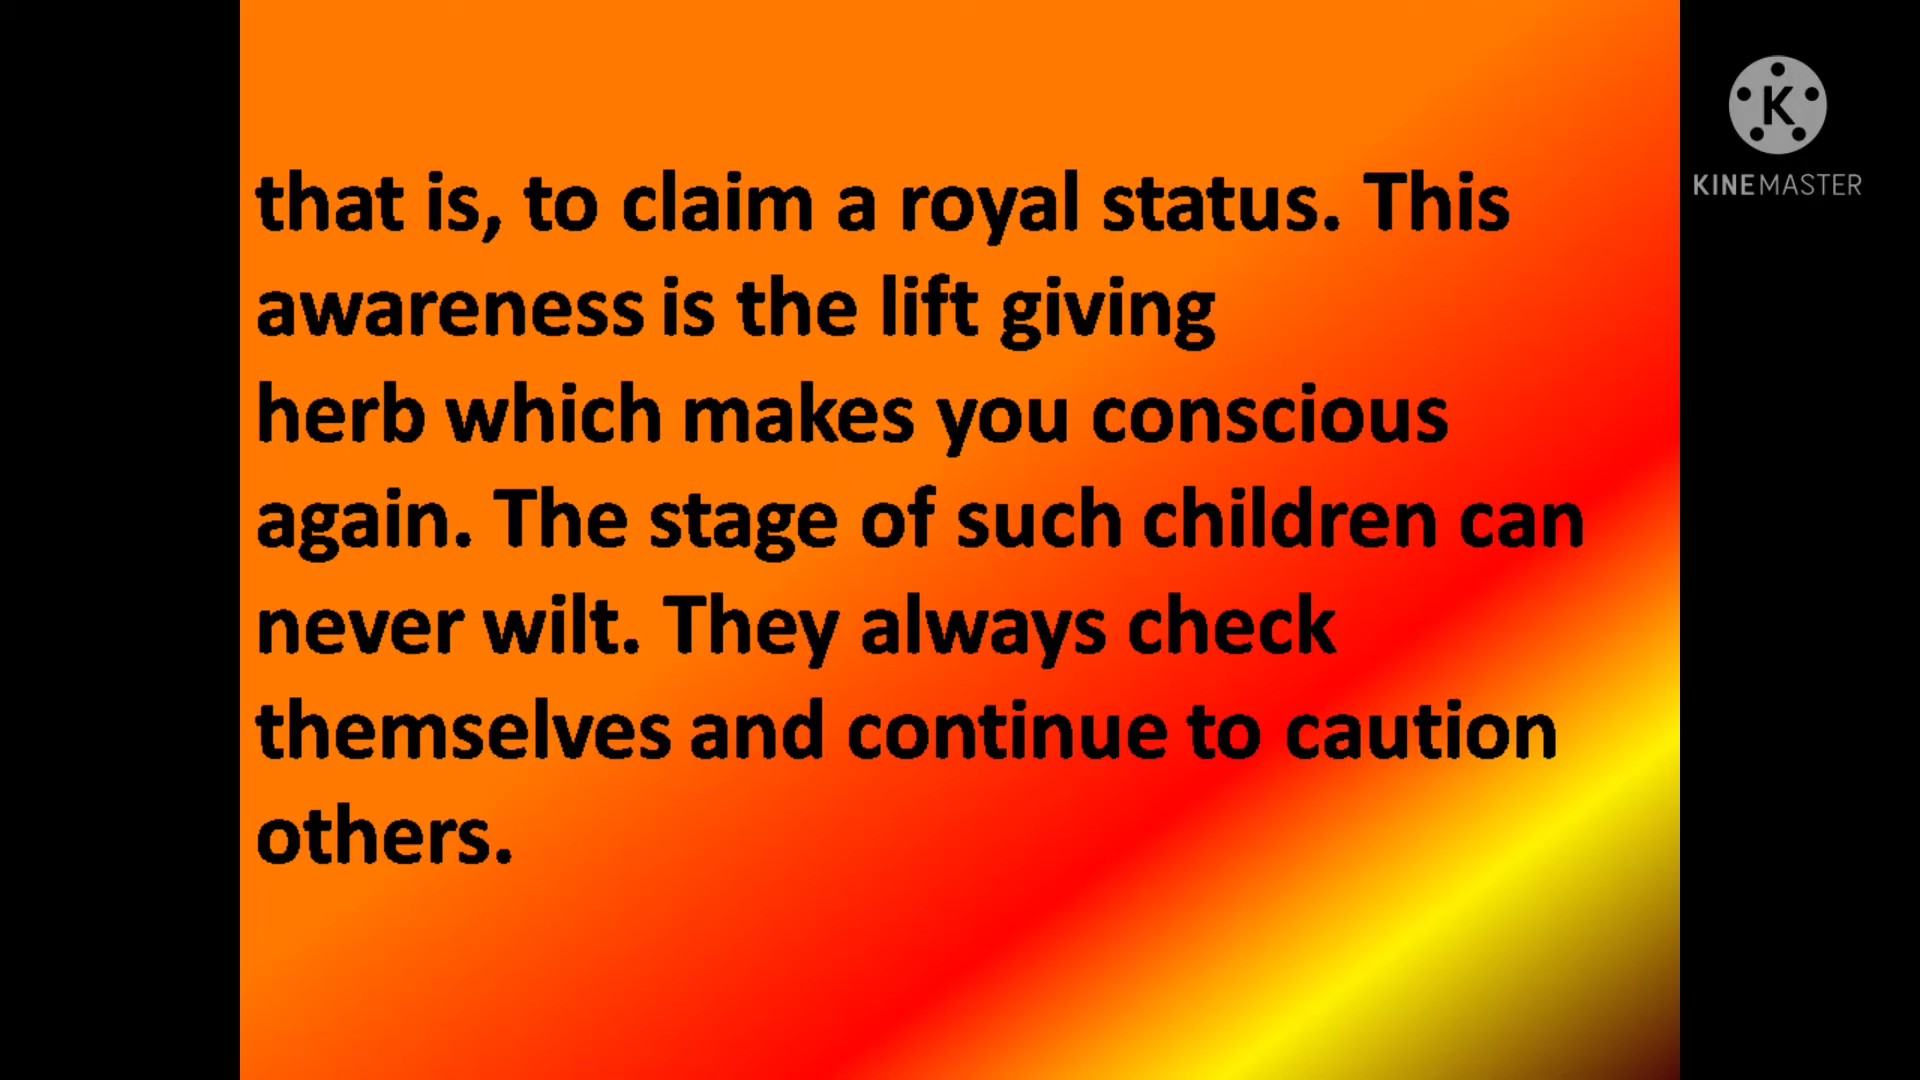 that is, to claim a royal status. This
awareness is the lift giving
herb which makes you conscious
again. The stage of such children can
never wilt. They always check
themselves and continue to caution
others.
K
KINEMASTER